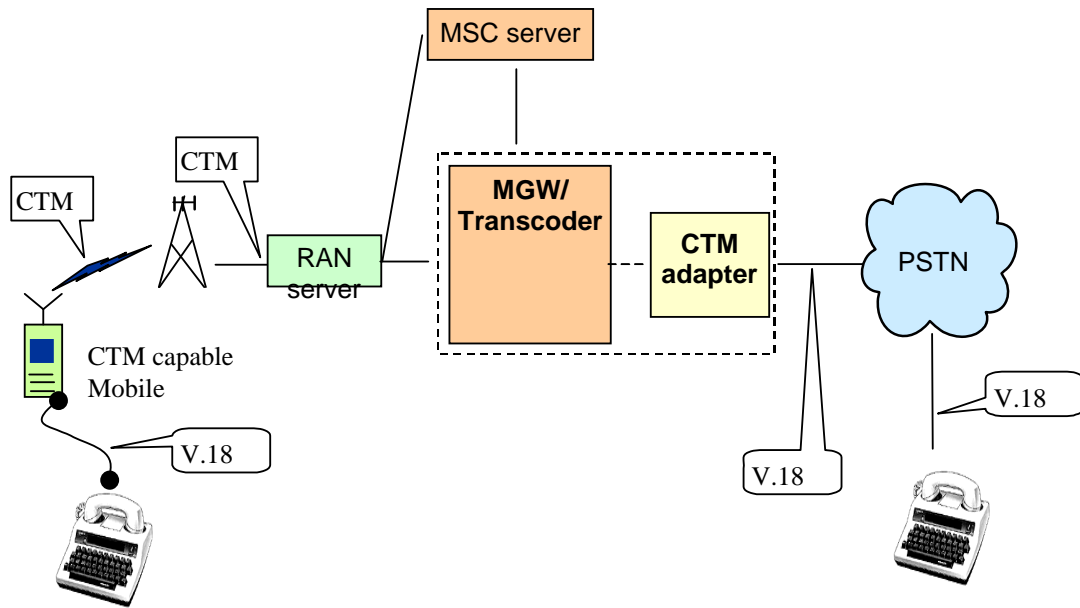 MSC server
CTM
CTM
MGW/
Transcoder
CTM
adapter
RAN
server
PSTN
CTM capable
Mobile
V.18
V.18
V.18